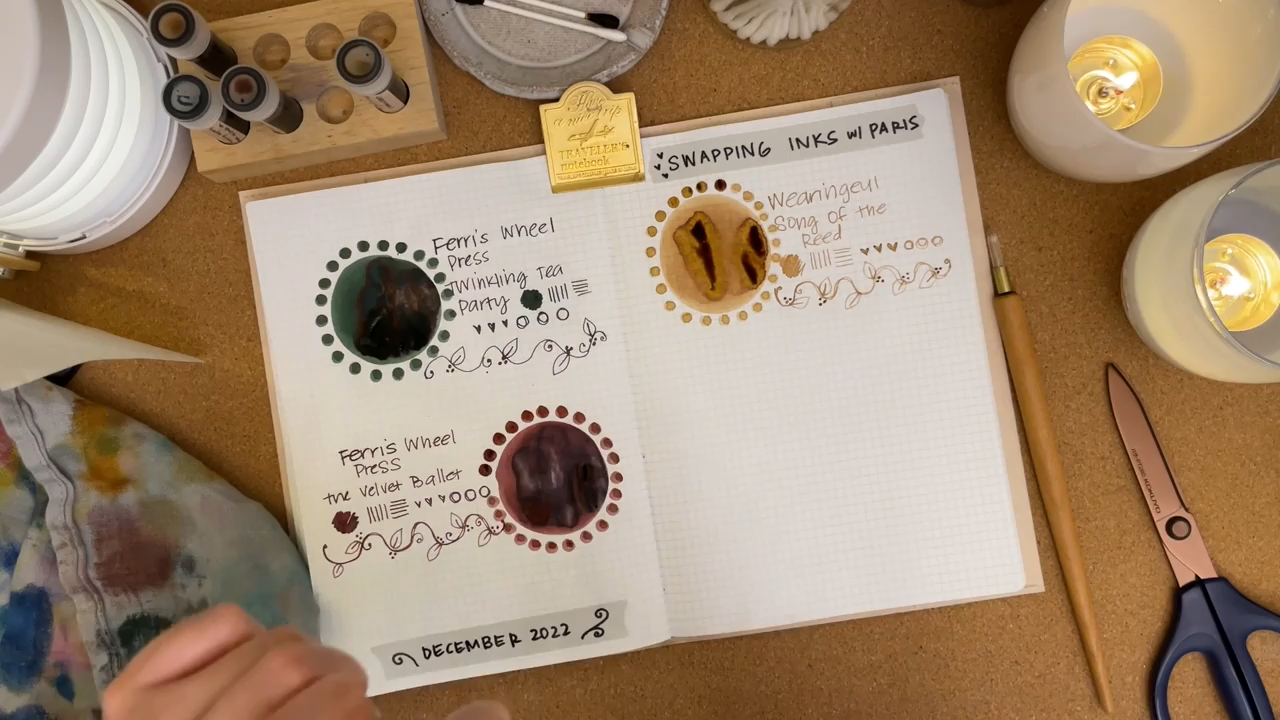 TRAVELER'S
notebook
SWAPPING INKS W/ PARIS
Ferris Wheel
Press
Twinkling Tea
Party
Ferris Wheel
Press
the Velvet Ballet
DECEMBER 2022
Wearingeul
Song of the
Reed